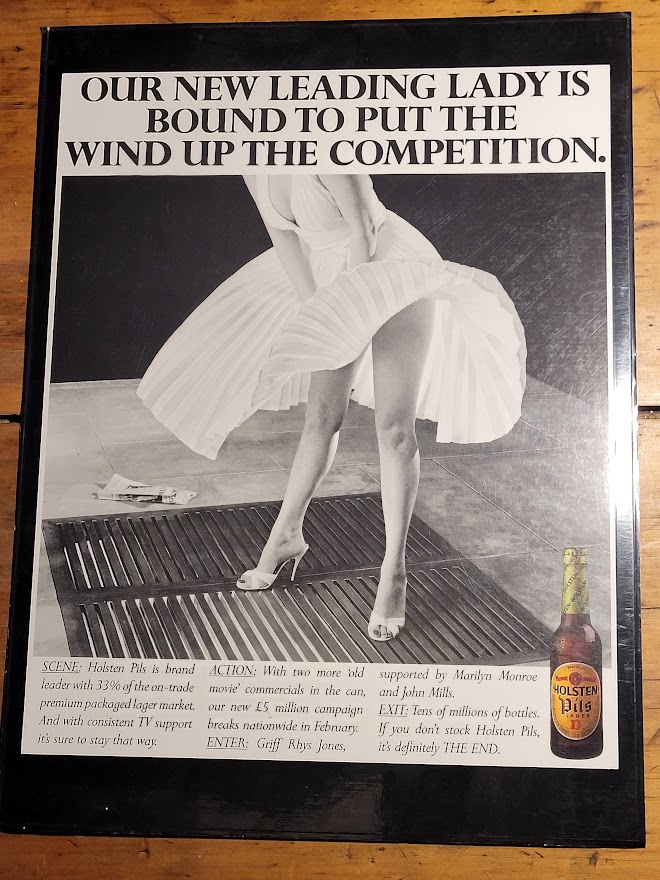 OUR NEW LEADING LADY IS
BOUND TO PUT THE
WIND UP THE COMPETITION.
SCENE: Holsten Pils is brand
leader with 33% of the on-trade
premium packaged lager market.
And with consistent TV support
it's sure to stay that way.
ACTION: With two more 'old
movie' commercials in the can,
our new £5 million campaign
breaks nationwide in February.
ENTER: Griff Rhys Jones,
supported by Marilyn Monroe
and John Mills.
EXIT: Tens of millions of bottles.
If you don't stock Holsten Pils,
it's definitely THE END.
HOLSTEN
Pils
LAGER